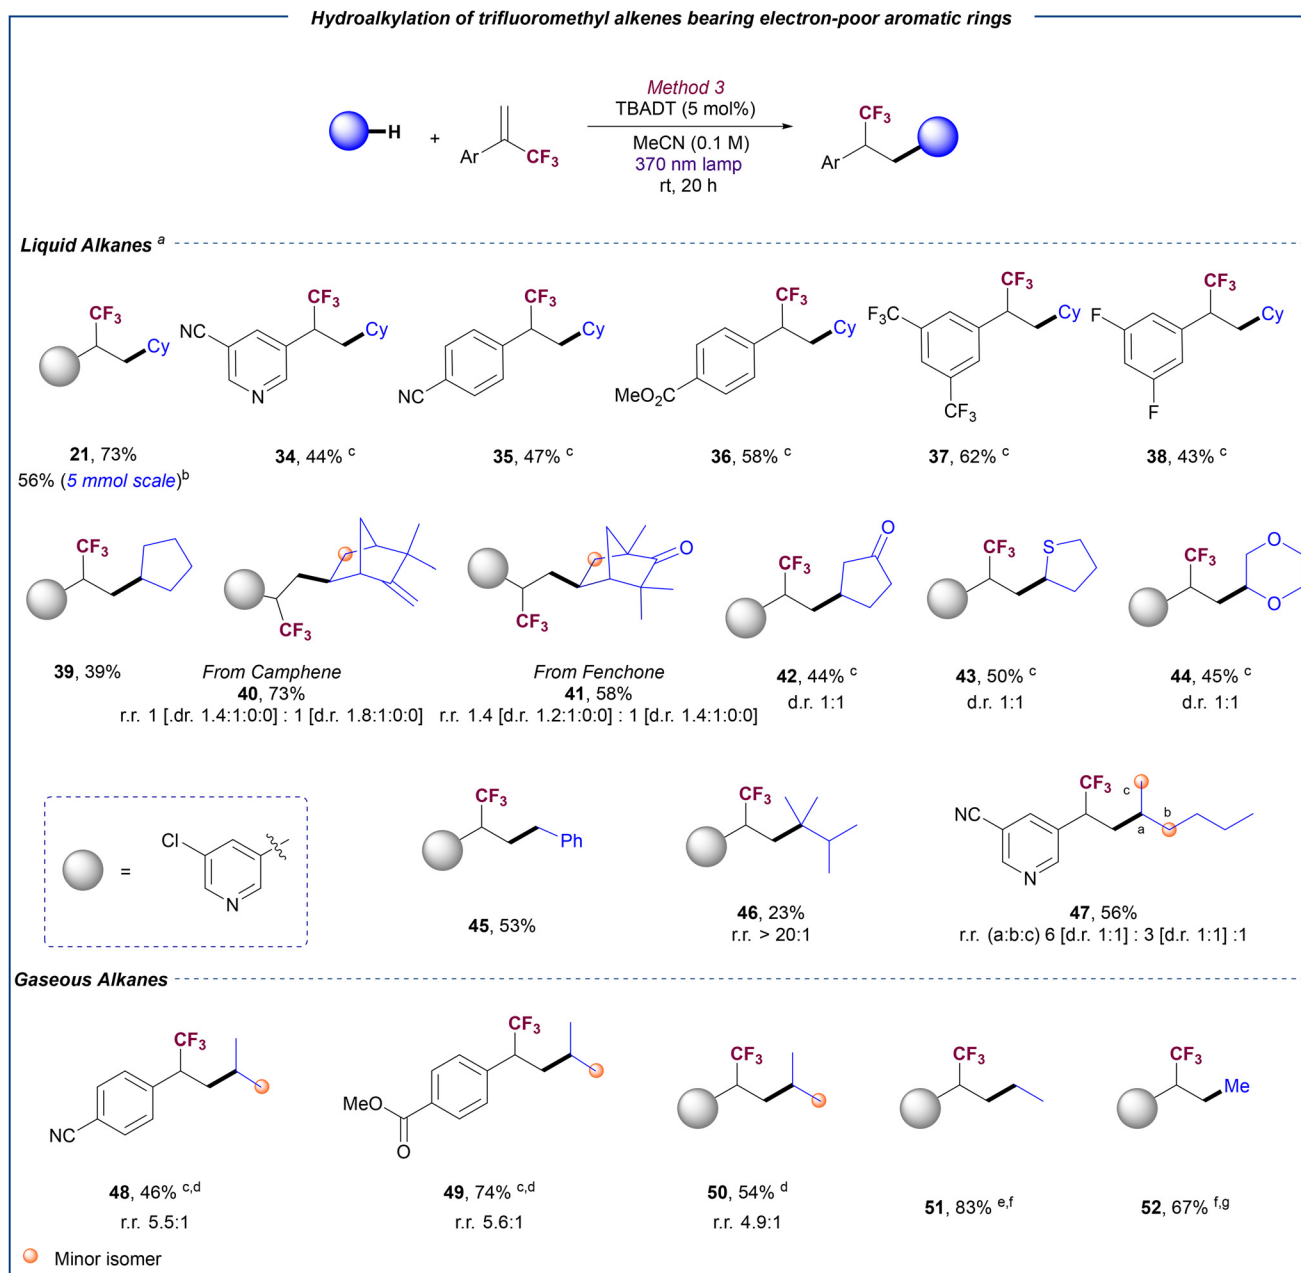 Hydroalkylation of trifluoromethyl alkenes bearing electron-poor aromatic rings
Method 3
TBADT (5 mol%)
MeCN (0.1 M)
370 nm lamp
rt, 20 h
H
+
Ar
CF3
CF3
Ar
Liquid Alkanes a
CF3
Cy
21, 73%
56% (5 mmol scale)b
CF3
NC
Cy
N
34, 44% c
CF3
Cy
NC
35, 47% c
CF3
Cy
MeO2C
36, 58% c
CF3
F3C
Cy
CF3
37, 62% c
CF3
F
Cy
F
38, 43% c
CF3
39, 39%
CF3
From Camphene
40, 73%
r.r. 1 [.dr. 1.4:1:0:0] : 1 [d.r. 1.8:1:0:0]
O
CF3
From Fenchone
41, 58%
r.r. 1.4 [d.r. 1.2:1:0:0] : 1 [d.r. 1.4:1:0:0]
O
CF3
42, 44% c
d.r. 1:1
CF3
S
43, 50% c
d.r. 1:1
O
CF3
O
44, 45% c
d.r. 1:1
=
Cl
N
CF3
Ph
45, 53%
CF3
46, 23%
r.r. > 20:1
CF3
c
b
a
NC
N
47, 56%
r.r. (a:b:c) 6 [d.r. 1:1] : 3 [d.r. 1:1] :1
Gaseous Alkanes
CF3
NC
48, 46% c,d
r.r. 5.5:1
CF3
MeO
O
49, 74% c,d
r.r. 5.6:1
CF3
50, 54% d
r.r. 4.9:1
CF3
51, 83% e,f
CF3
Me
52, 67% f,g
Minor isomer